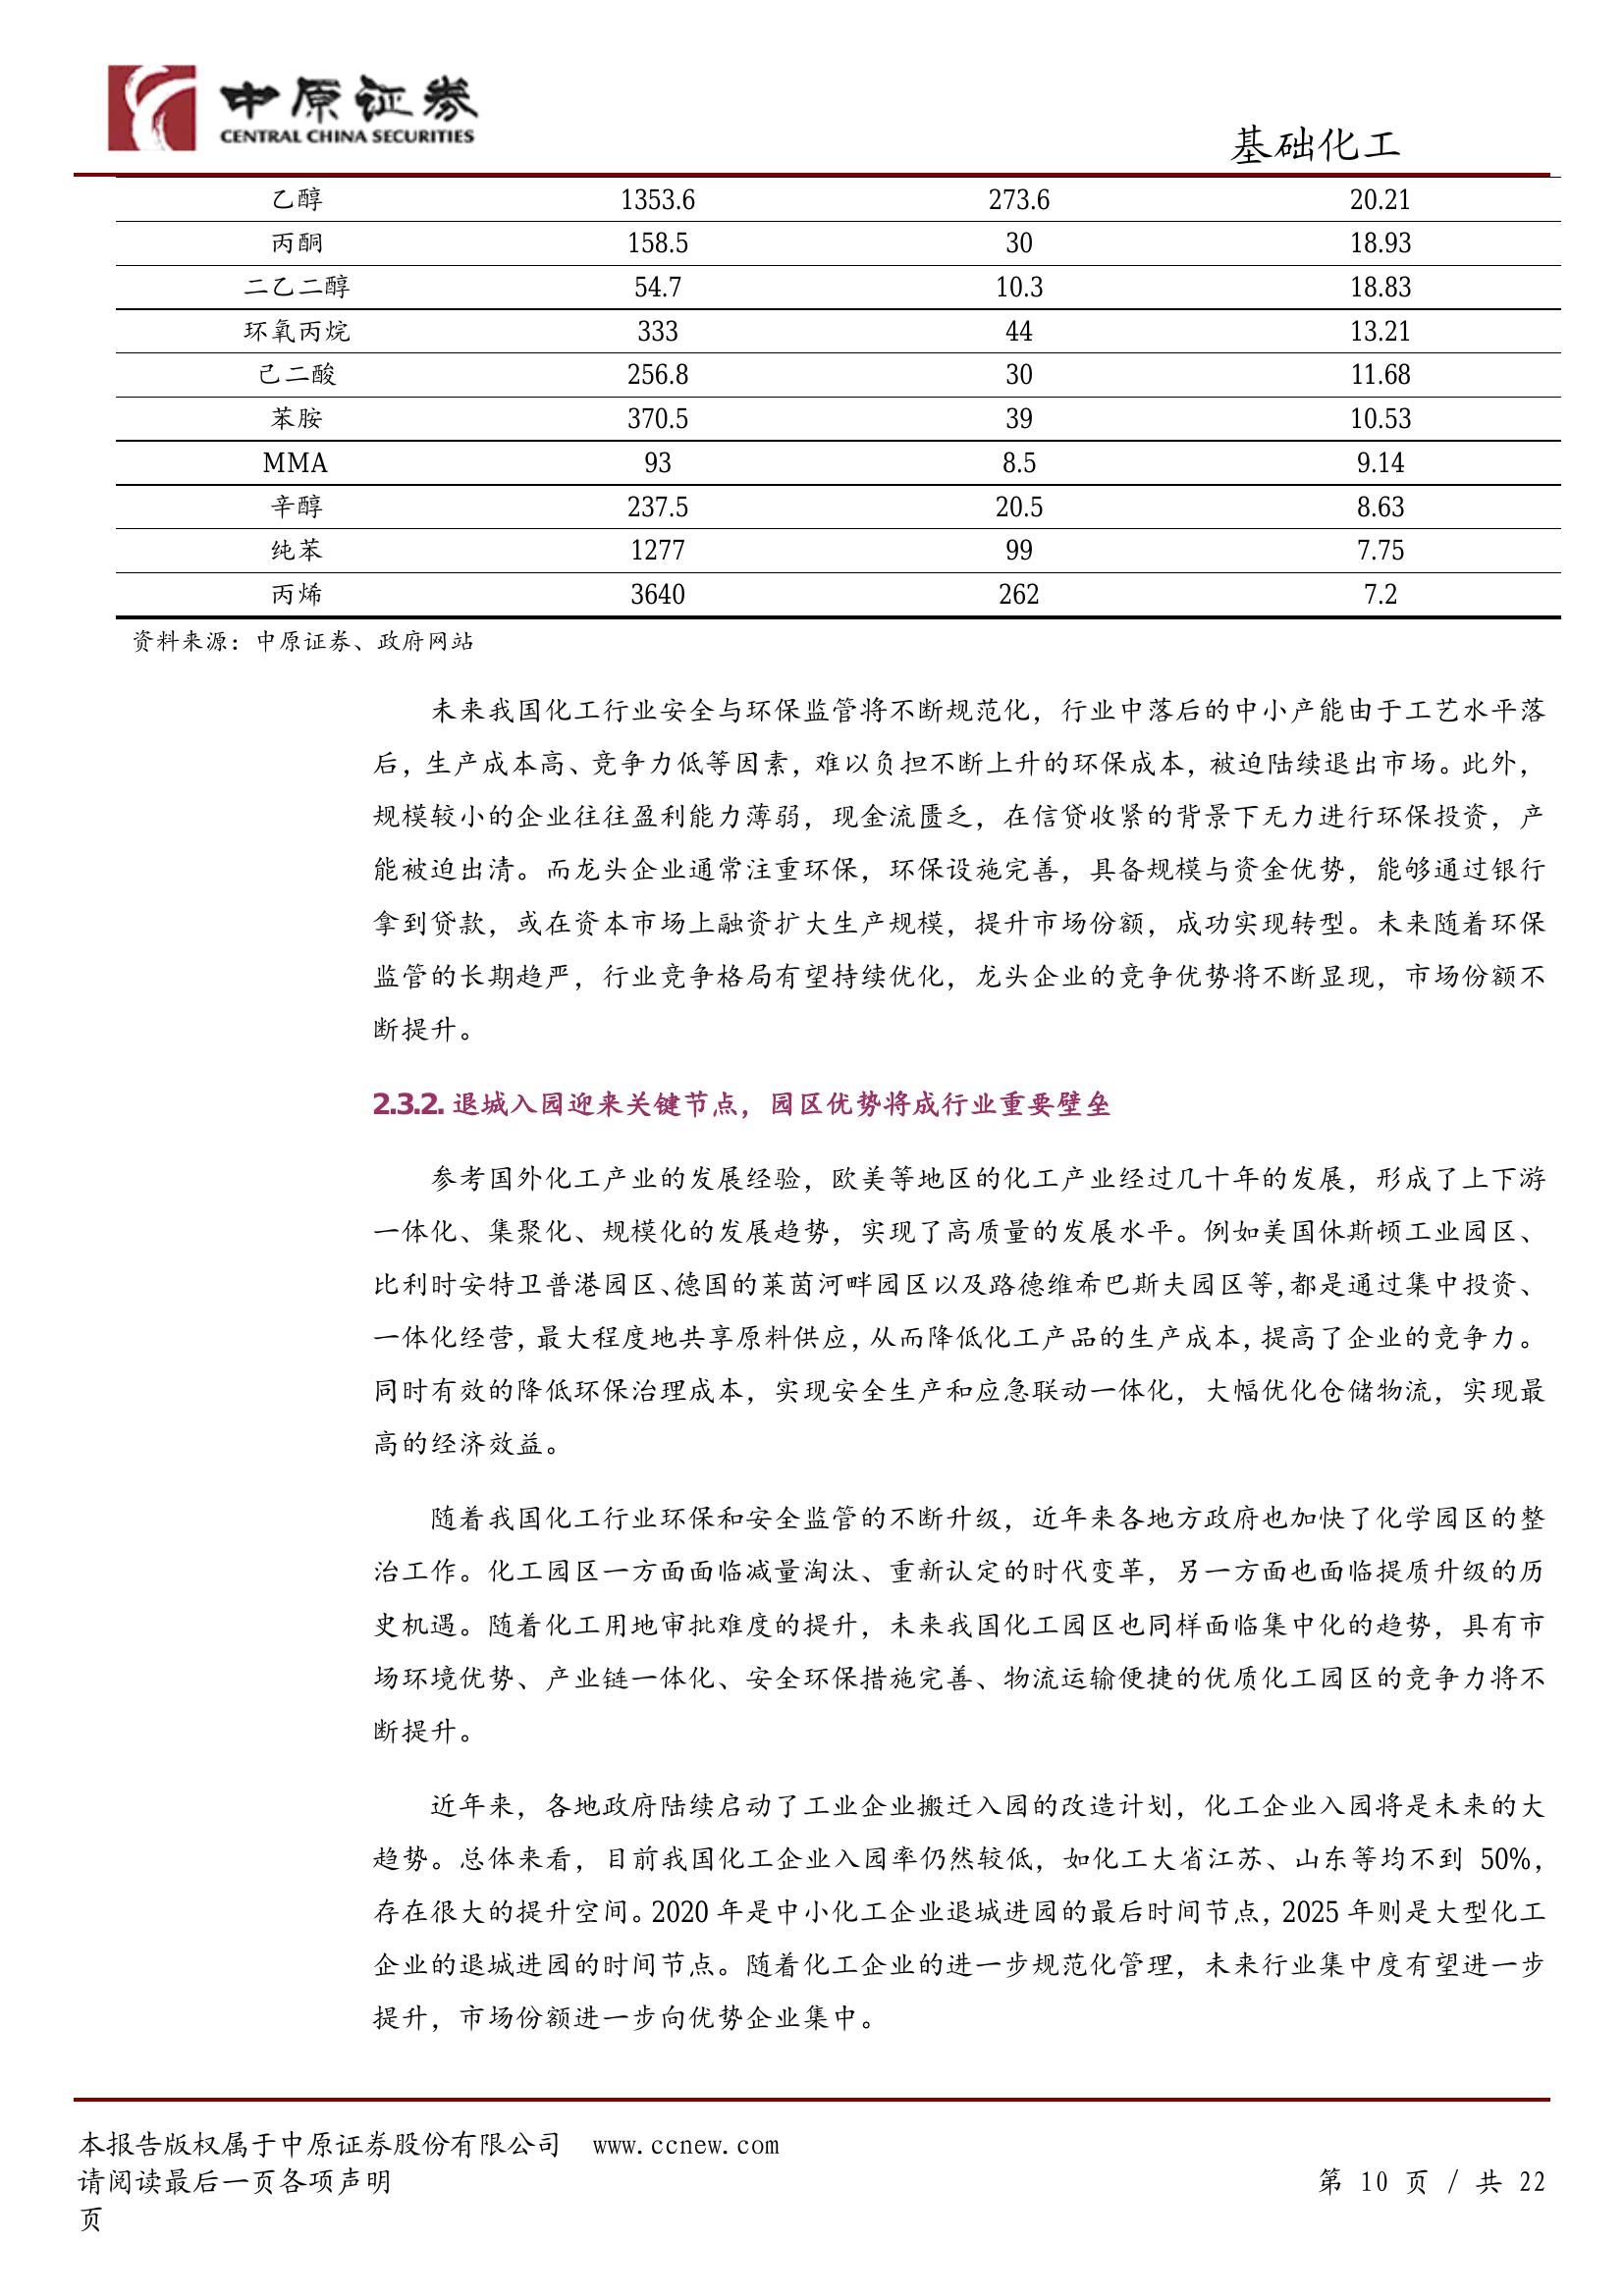 中原证券
CENTRAL CHINA SECURITIES
基础化工
乙醇 1353.6 273.6 20.21
丙酮 158.5 30 18.93
二乙二醇 54.7 10.3 18.83
环氧丙烷 333 44 13.21
己二酸 256.8 30 11.68
苯胺 370.5 39 10.53
MMA 93 8.5 9.14
辛醇 237.5 20.5 8.63
纯苯 1277 99 7.75
丙烯 3640 262 7.2
资料来源：中原证券、政府网站
未来我国化工行业安全与环保监管将不断规范化，行业中落后的中小产能由于工艺水平落
后，生产成本高、竞争力低等因素，难以负担不断上升的环保成本，被迫陆续退出市场。此外，
规模较小的企业往往盈利能力薄弱，现金流匮乏，在信贷收紧的背景下无力进行环保投资，产
能被迫出清。而龙头企业通常注重环保，环保设施完善，具备规模与资金优势，能够通过银行
拿到贷款，或在资本市场上融资扩大生产规模，提升市场份额，成功实现转型。未来随着环保
监管的长期趋严，行业竞争格局有望持续优化，龙头企业的竞争优势将不断显现，市场份额不
断提升。
2.3.2. 退城入园迎来关键节点，园区优势将成行业重要壁垒
参考国外化工产业的发展经验，欧美等地区的化工产业经过几十年的发展，形成了上下游
一体化、集聚化、规模化的发展趋势，实现了高质量的发展水平。例如美国休斯顿工业园区、
比利时安特卫普港园区、德国的莱茵河畔园区以及路德维希巴斯夫园区等，都是通过集中投资、
一体化经营，最大程度地共享原料供应，从而降低化工产品的生产成本，提高了企业的竞争力。
同时有效的降低环保治理成本，实现安全生产和应急联动一体化，大幅优化仓储物流，实现最
高的经济效益。
随着我国化工行业环保和安全监管的不断升级，近年来各地方政府也加快了化学园区的整
治工作。化工园区一方面面临减量淘汰、重新认定的时代变革，另一方面也面临提质升级的历
史机遇。随着化工用地审批难度的提升，未来我国化工园区也同样面临集中化的趋势，具有市
场环境优势、产业链一体化、安全环保措施完善、物流运输便捷的优质化工园区的竞争力将不
断提升。
近年来，各地政府陆续启动了工业企业搬迁入园的改造计划，化工企业入园将是未来的大
趋势。总体来看，目前我国化工企业入园率仍然较低，如化工大省江苏、山东等均不到 50%，
存在很大的提升空间。2020 年是中小化工企业退城进园的最后时间节点，2025 年则是大型化工
企业的退城进园的时间节点。随着化工企业的进一步规范化管理，未来行业集中度有望进一步
提升，市场份额进一步向优势企业集中。
本报告版权属于中原证券股份有限公司 www.ccnew.com
请阅读最后一页各项声明 第 10 页 / 共 22
页